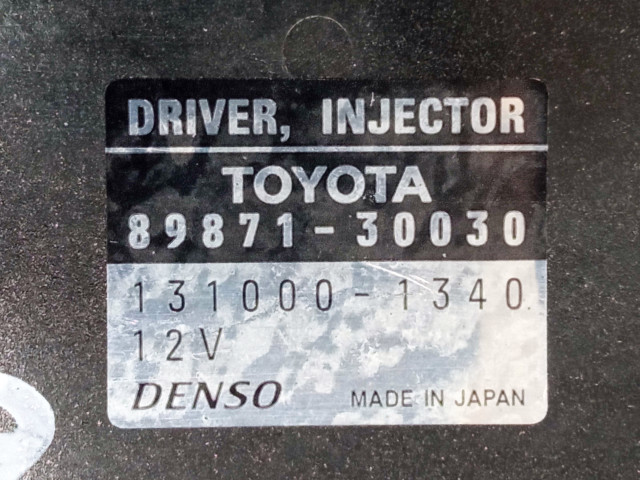 DRIVER, INJECTOR
TOYOTA
89871-30030
131000-1340
12V
DENSO MADE IN JAPAN